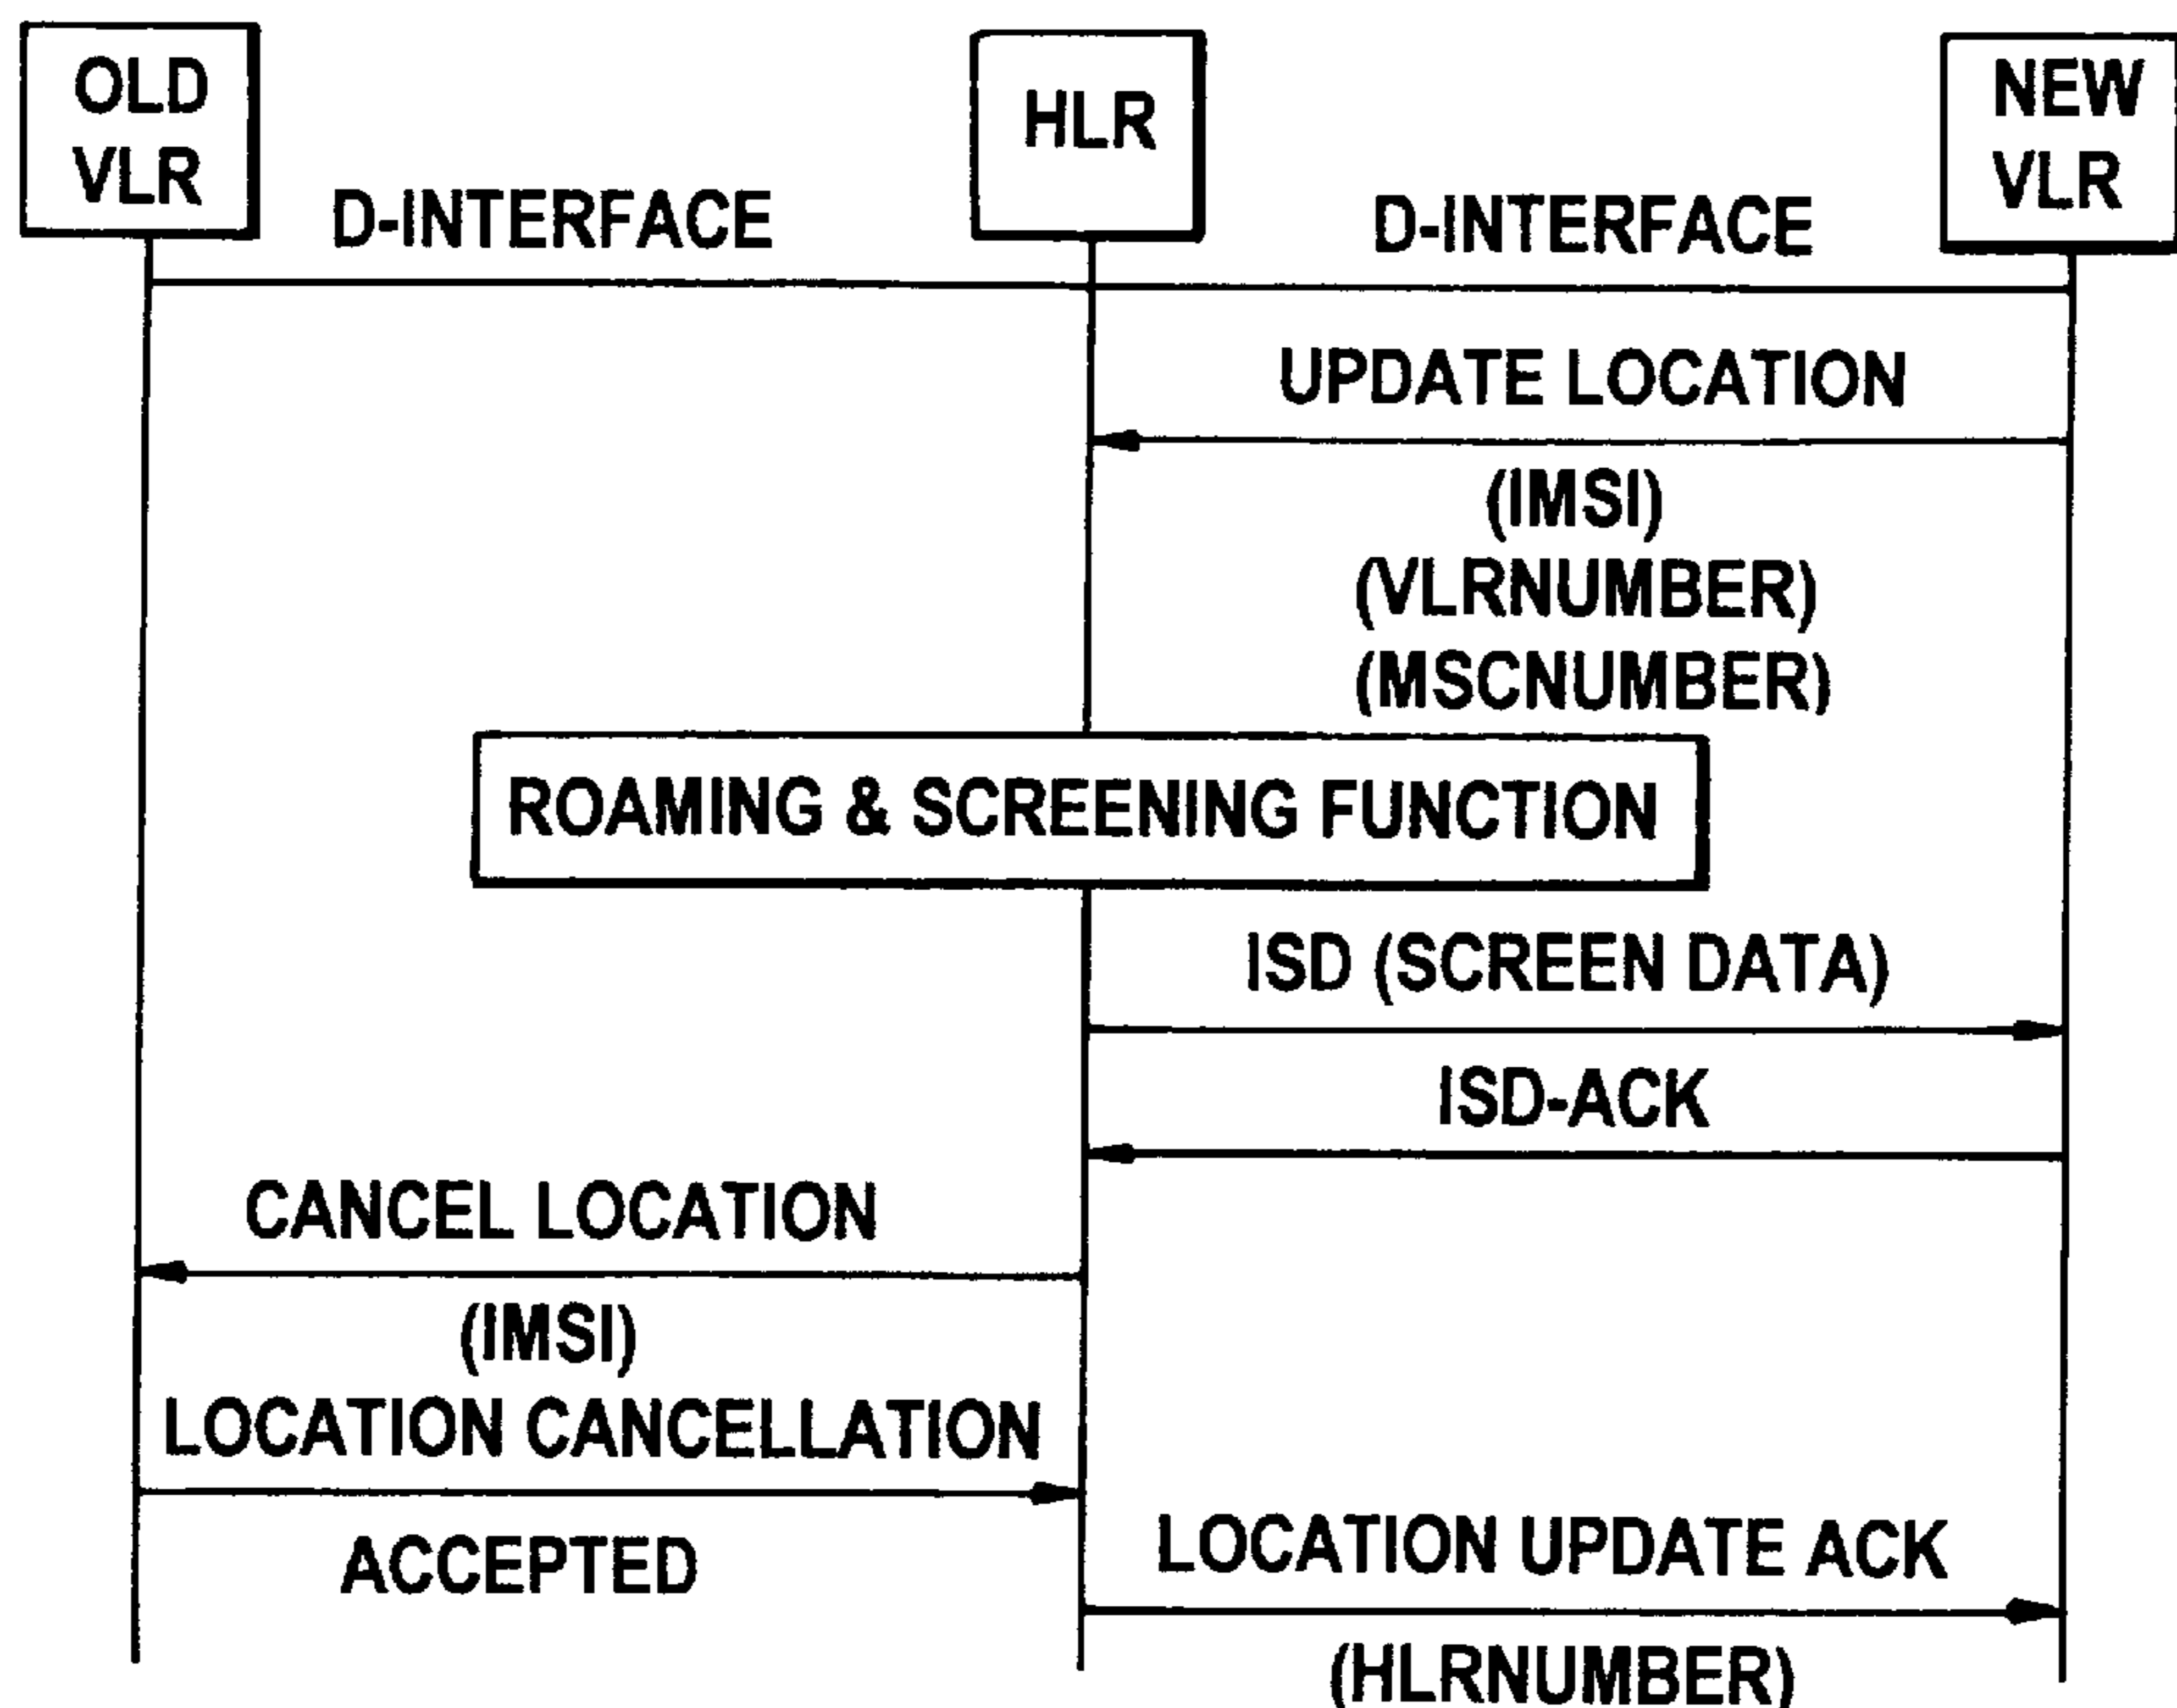 OLD
VLR
HLR
NEW
VLR
D-INTERFACE
D-INTERFACE
UPDATE LOCATION
(IMSI)
(VLRNUMBER)
(MSCNUMBER)
ROAMING & SCREENING FUNCTION
ISD (SCREEN DATA)
ISD-ACK
CANCEL LOCATION
(IMSI)
LOCATION CANCELLATION
ACCEPTED
LOCATION UPDATE ACK
(HLRNUMBER)